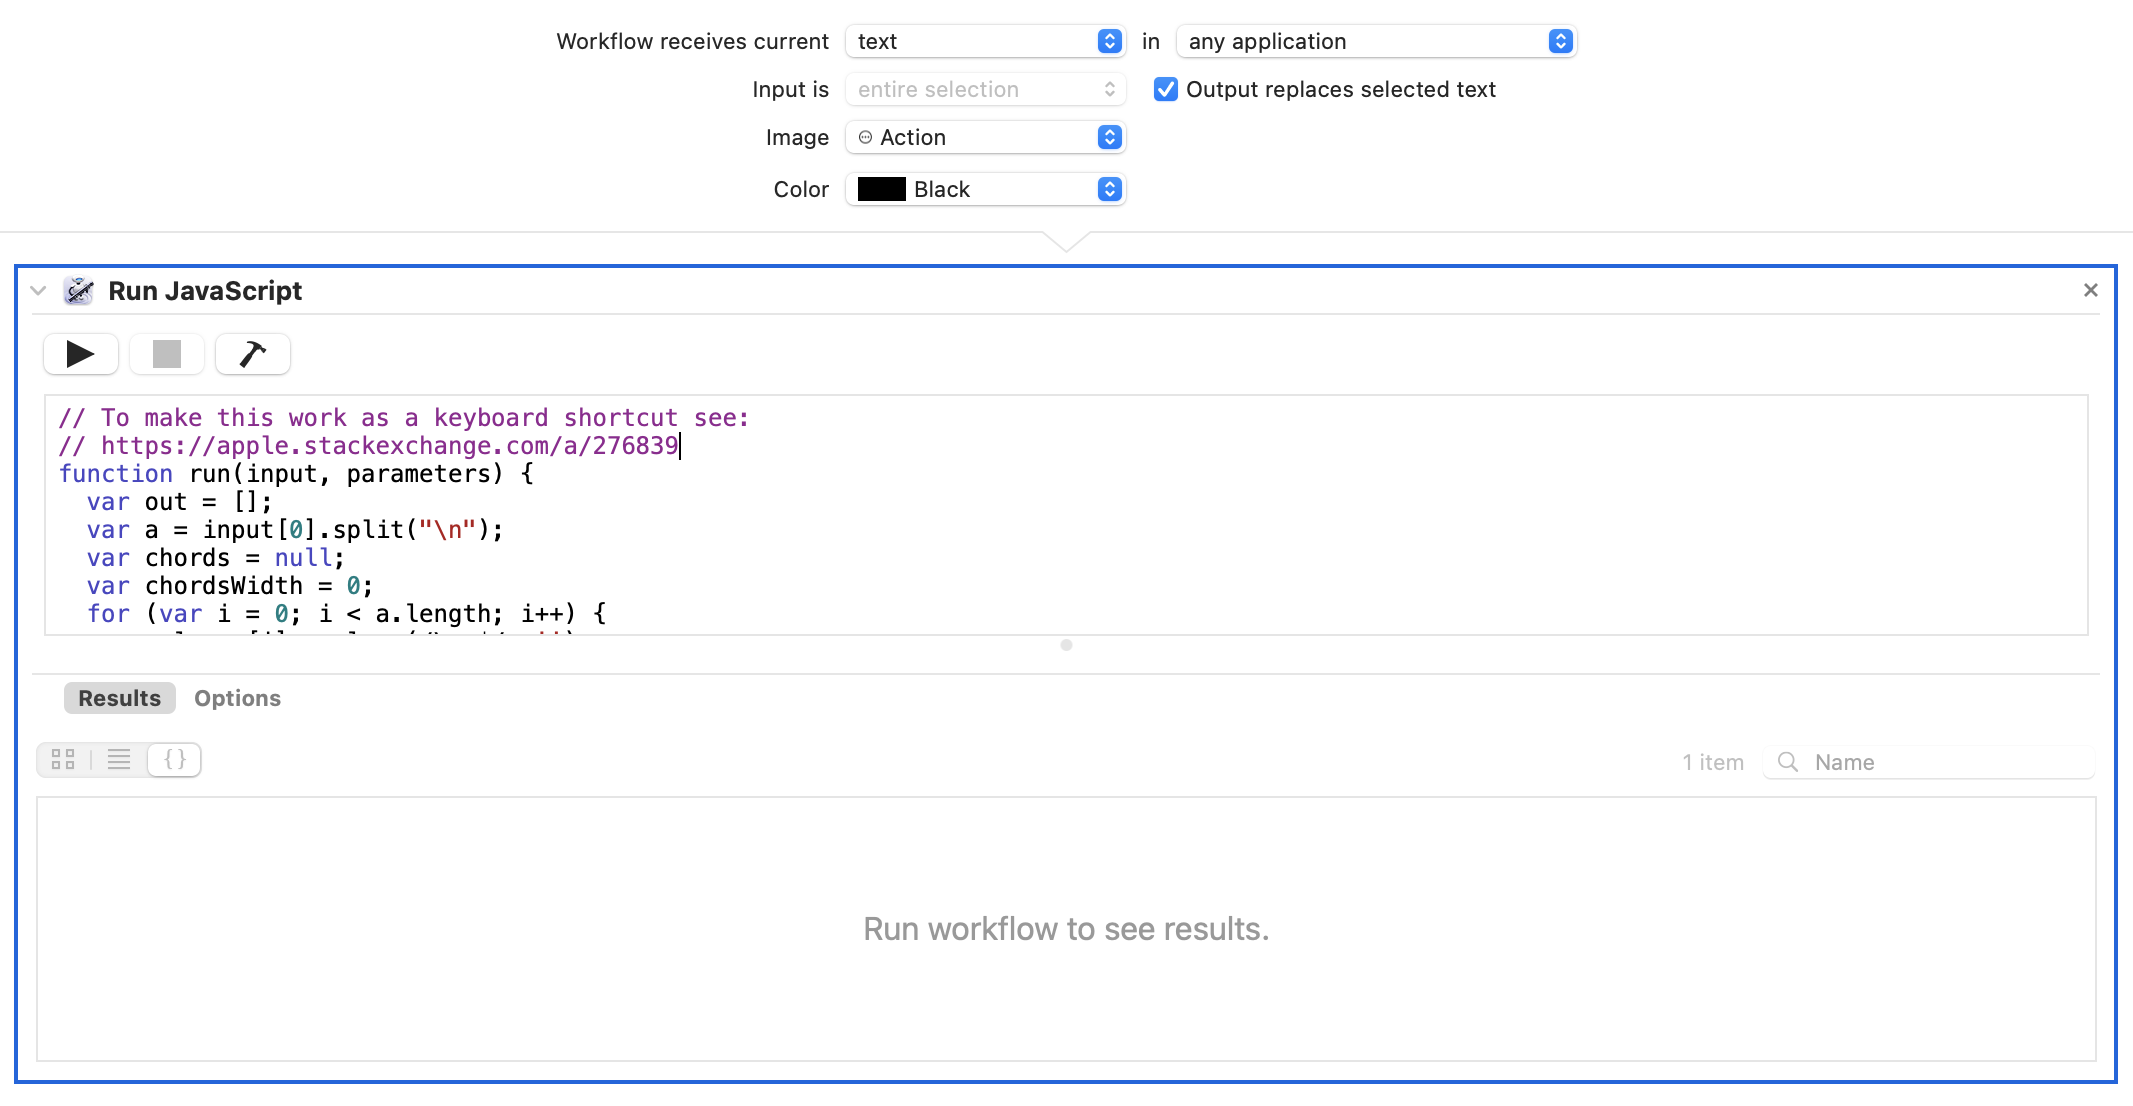 Workflow receives current text in any application
Input is entire selection Output replaces selected text
Image Action
Color Black
Run JavaScript
// To make this work as a keyboard shortcut see:
// https://apple.stackexchange.com/a/276839
function run(input, parameters) {
  var out = [];
  var a = input[0].split("\n");
  var chords = null;
  var chordsWidth = 0;
  for (var i = 0; i < a.length; i++) {
Results Options
{} 1 item Name
Run workflow to see results.